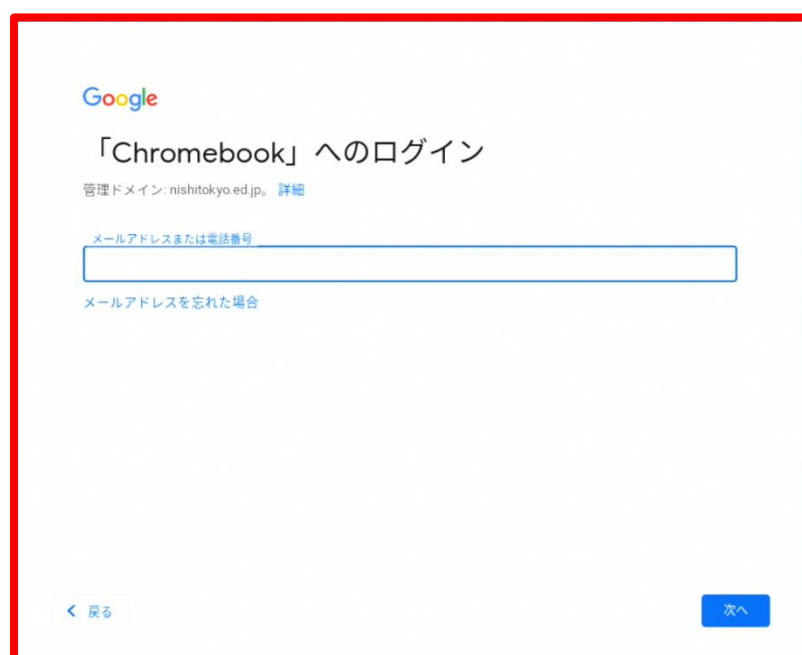 Google
「Chromebook」へのログイン
管理ドメイン: nishitokyo.ed.jp。 詳細
メールアドレスまたは電話番号
メールアドレスを忘れた場合
戻る
次へ